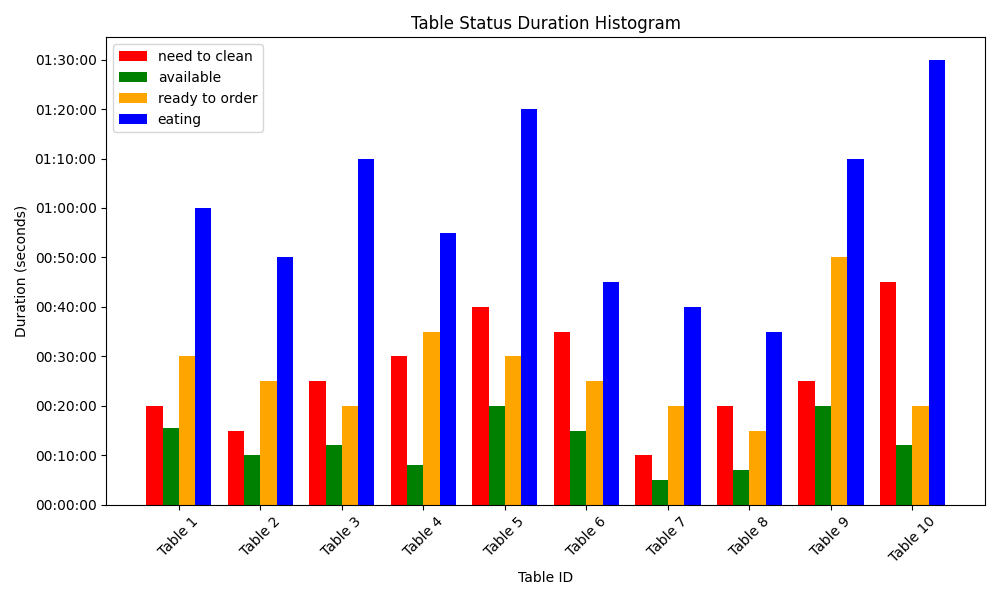 Table Status Duration Histogram
need to clean
available
ready to order
eating
Duration (seconds)
01:30:00
01:20:00
01:10:00
01:00:00
00:50:00
00:40:00
00:30:00
00:20:00
00:10:00
00:00:00
Table 1
Table 2
Table 3
Table 4
Table 5
Table 6
Table 7
Table 8
Table 9
Table 10
Table ID